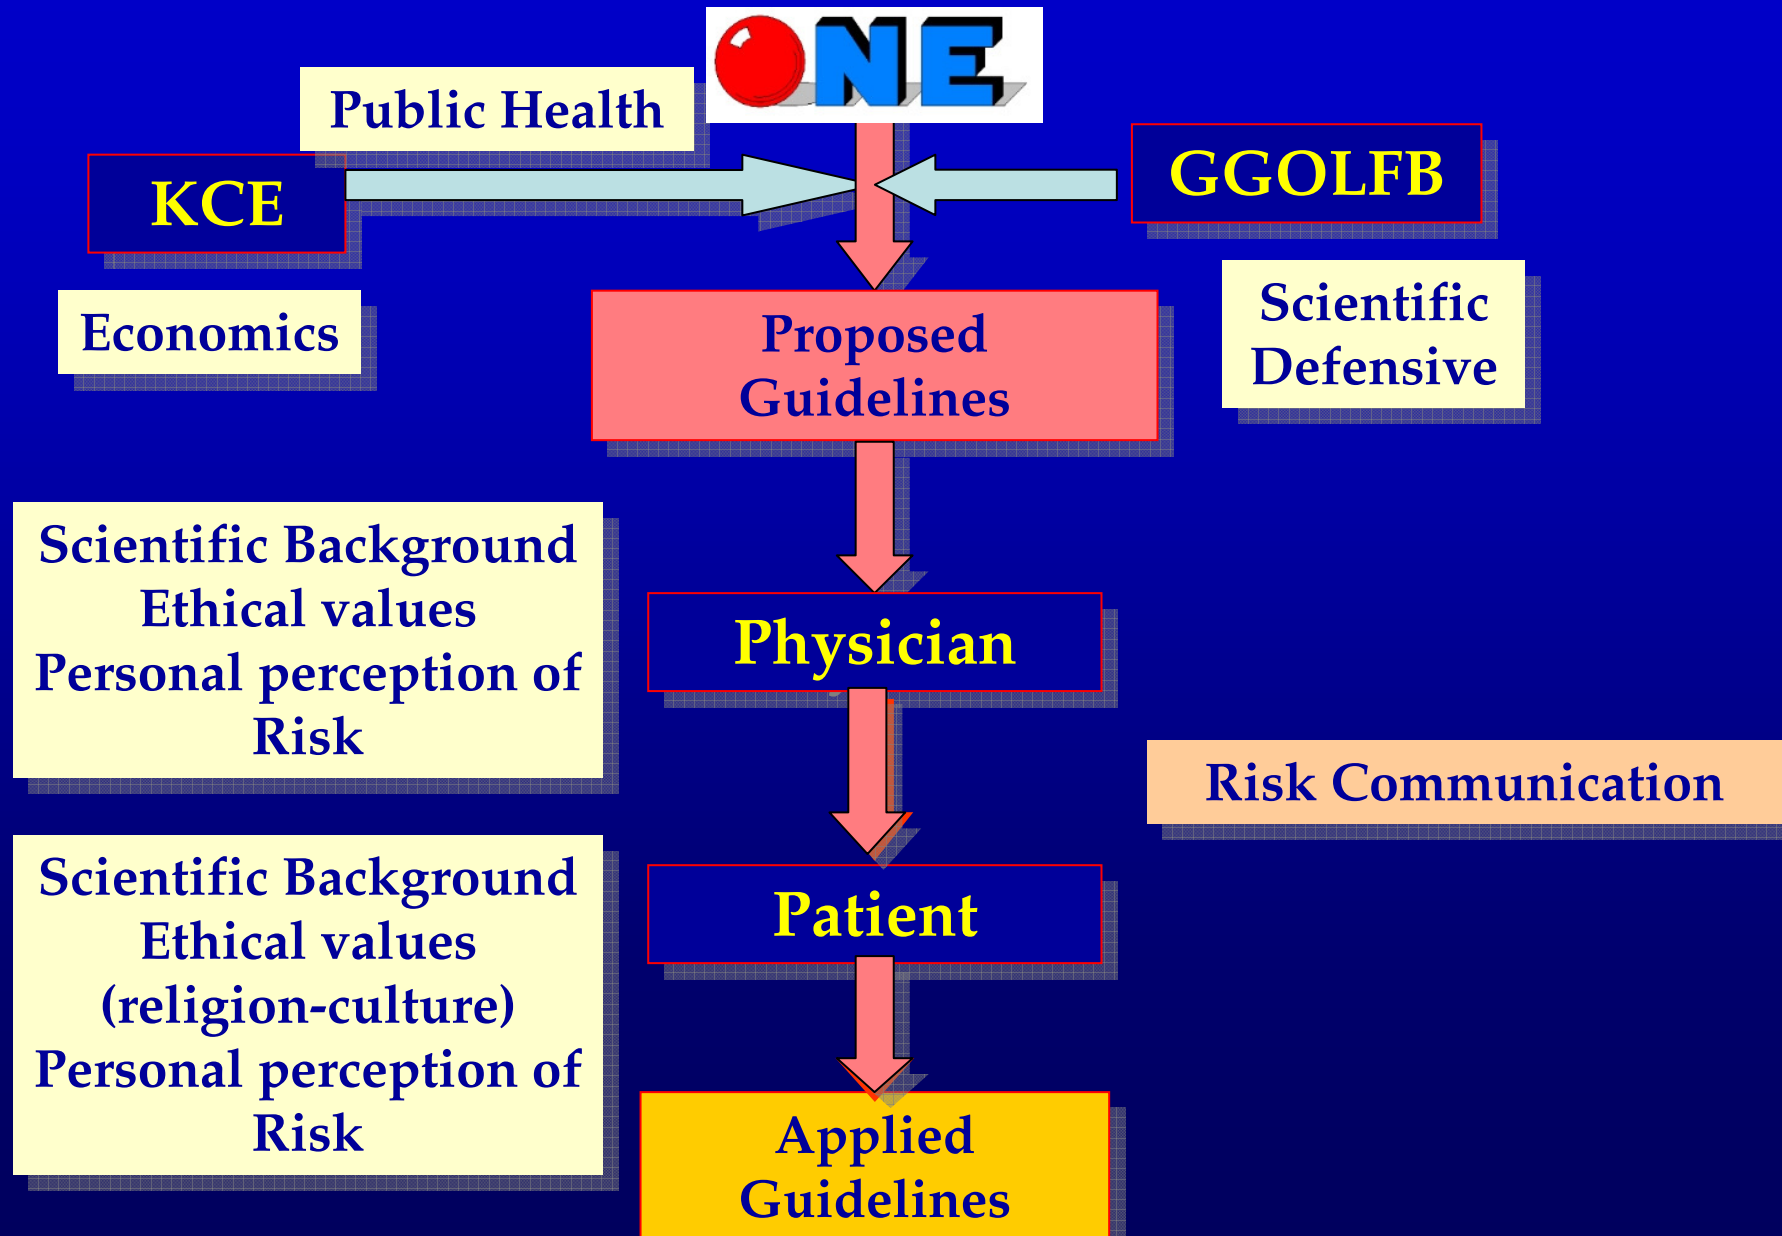 ONE
Public Health
KCE
GGOLFB
Economics
Scientific
Defensive
Proposed
Guidelines
Scientific Background
Ethical values
Personal perception of
Risk
Physician
Risk Communication
Scientific Background
Ethical values
(religion-culture)
Personal perception of
Risk
Patient
Applied
Guidelines